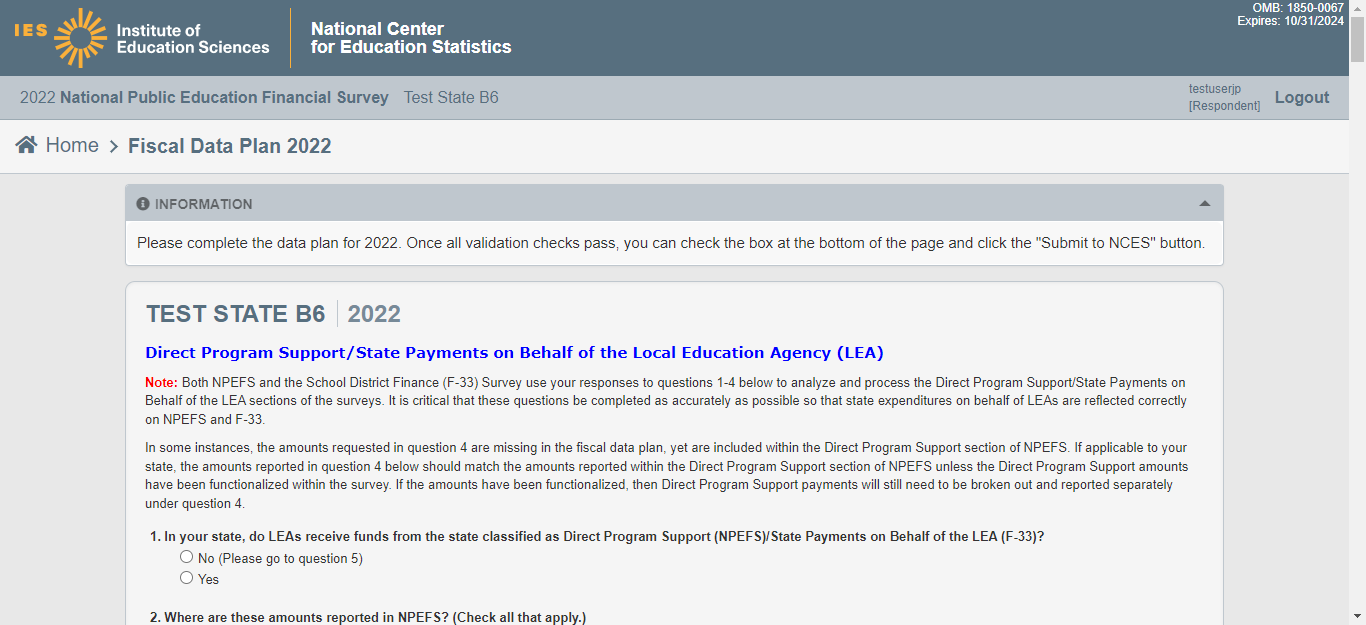 OMB: 1850-0067
Expires: 10/31/2024
IES
Institute of
Education Sciences
National Center
for Education Statistics
2022 National Public Education Financial Survey Test State B6
testuserjp
[Respondent]
Logout
Home > Fiscal Data Plan 2022
INFORMATION
Please complete the data plan for 2022. Once all validation checks pass, you can check the box at the bottom of the page and click the "Submit to NCES" button.
TEST STATE B6 | 2022
Direct Program Support/State Payments on Behalf of the Local Education Agency (LEA)
Note: Both NPEFS and the School District Finance (F-33) Survey use your responses to questions 1-4 below to analyze and process the Direct Program Support/State Payments on
Behalf of the LEA sections of the surveys. It is critical that these questions be completed as accurately as possible so that state expenditures on behalf of LEAs are reflected correctly
on NPEFS and F-33.
In some instances, the amounts requested in question 4 are missing in the fiscal data plan, yet are included within the Direct Program Support section of NPEFS. If applicable to your
state, the amounts reported in question 4 below should match the amounts reported within the Direct Program Support section of NPEFS unless the Direct Program Support amounts
have been functionalized within the survey. If the amounts have been functionalized, then Direct Program Support payments will still need to be broken out and reported separately
under question 4.
1. In your state, do LEAs receive funds from the state classified as Direct Program Support (NPEFS)/State Payments on Behalf of the LEA (F-33)?
No (Please go to question 5)
Yes
2. Where are these amounts reported in NPEFS? (Check all that apply.)